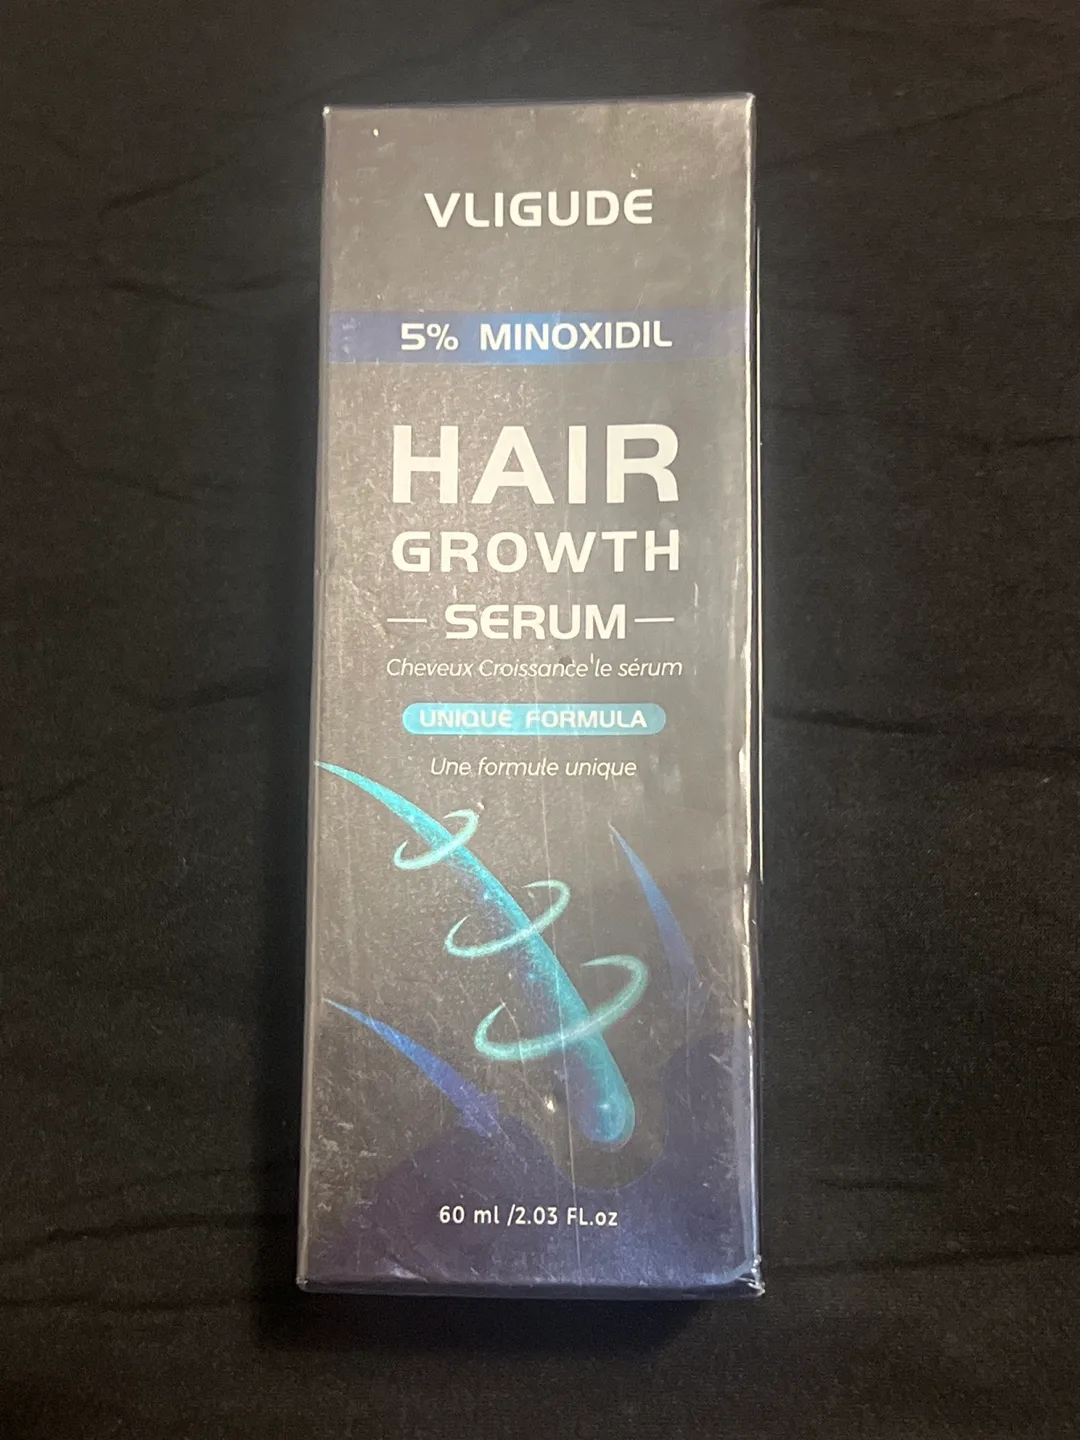 VLIGUDE
5% MINOXIDIL
HAIR
GROWTH
SERUM
Cheveux Croissance'le sérum
UNIQUE FORMULA
Une formule unique
60 ml /2.03 FL.oz